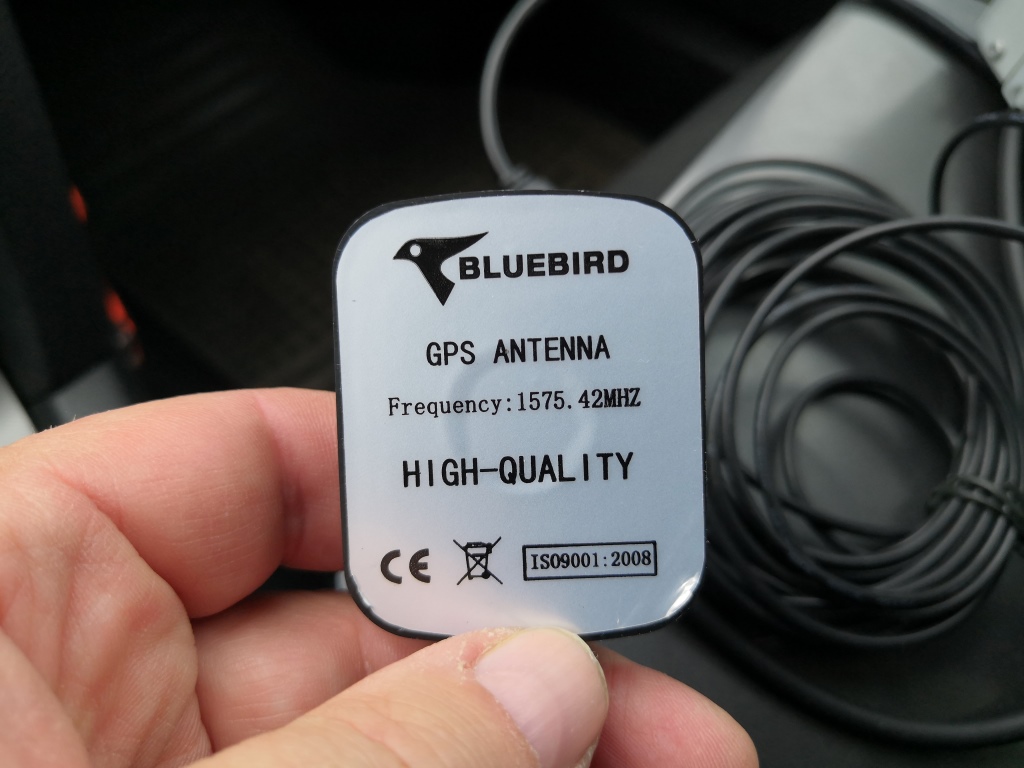 BLUEBIRD
GPS ANTENNA
Frequency:1575.42MHZ
HIGH-QUALITY
CE ISO9001:2008